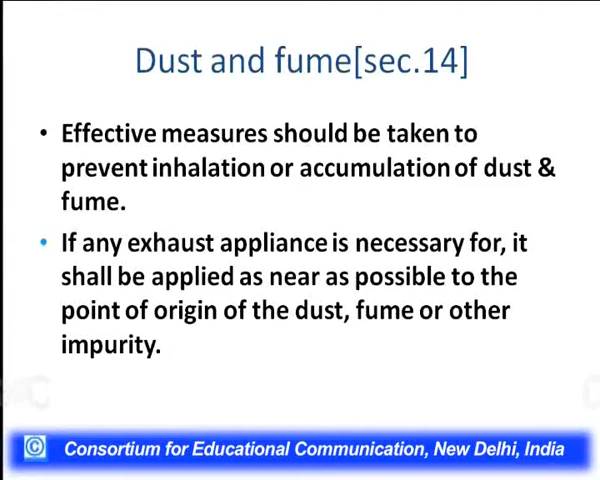 Dust and fume[sec.14]
• Effective measures should be taken to
prevent inhalation or accumulation of dust &
fume.
• If any exhaust appliance is necessary for, it
shall be applied as near as possible to the
point of origin of the dust, fume or other
impurity.
© Consortium for Educational Communication, New Delhi, India